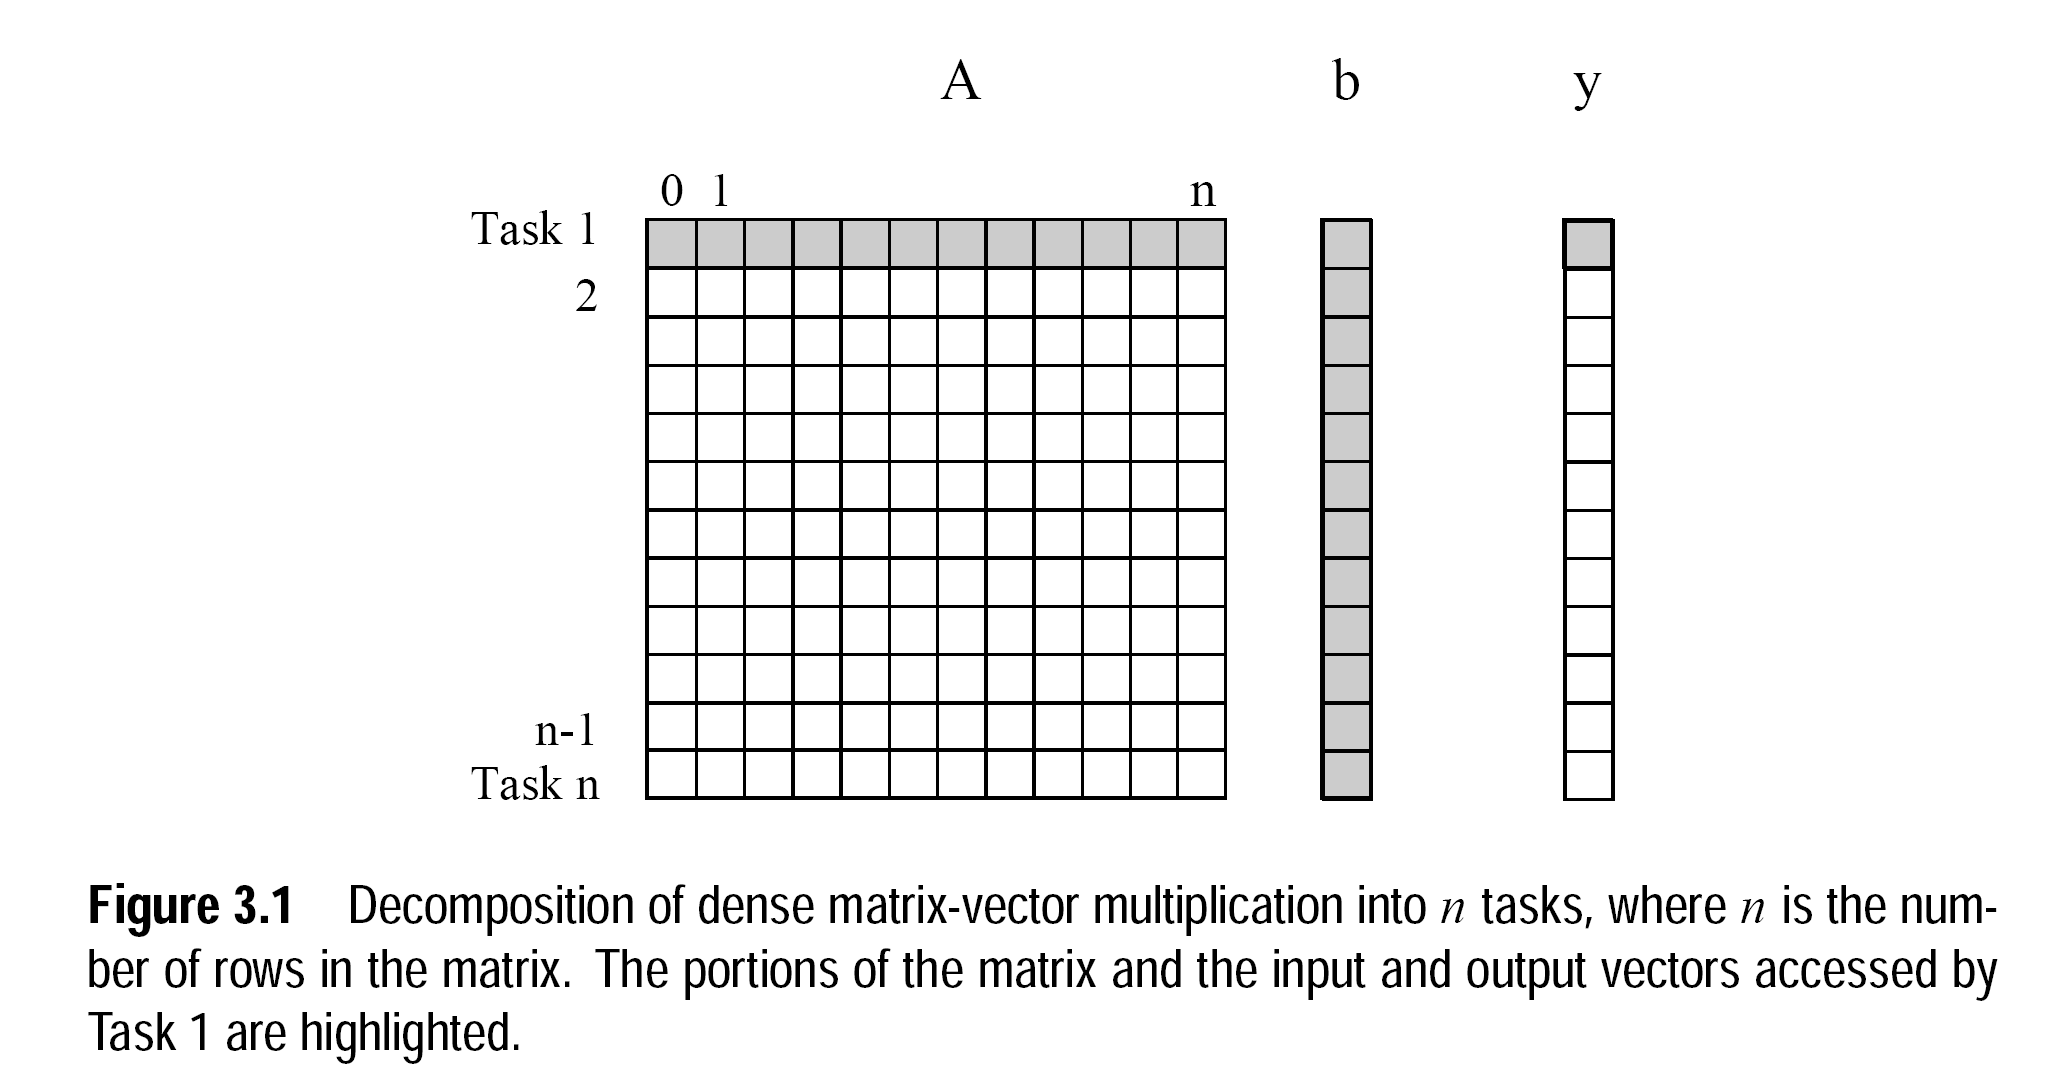 A b y
0 1 n
Task 1
2
n-1
Task n
Figure 3.1 Decomposition of dense matrix-vector multiplication into n tasks, where n is the num-
ber of rows in the matrix. The portions of the matrix and the input and output vectors accessed by
Task 1 are highlighted.